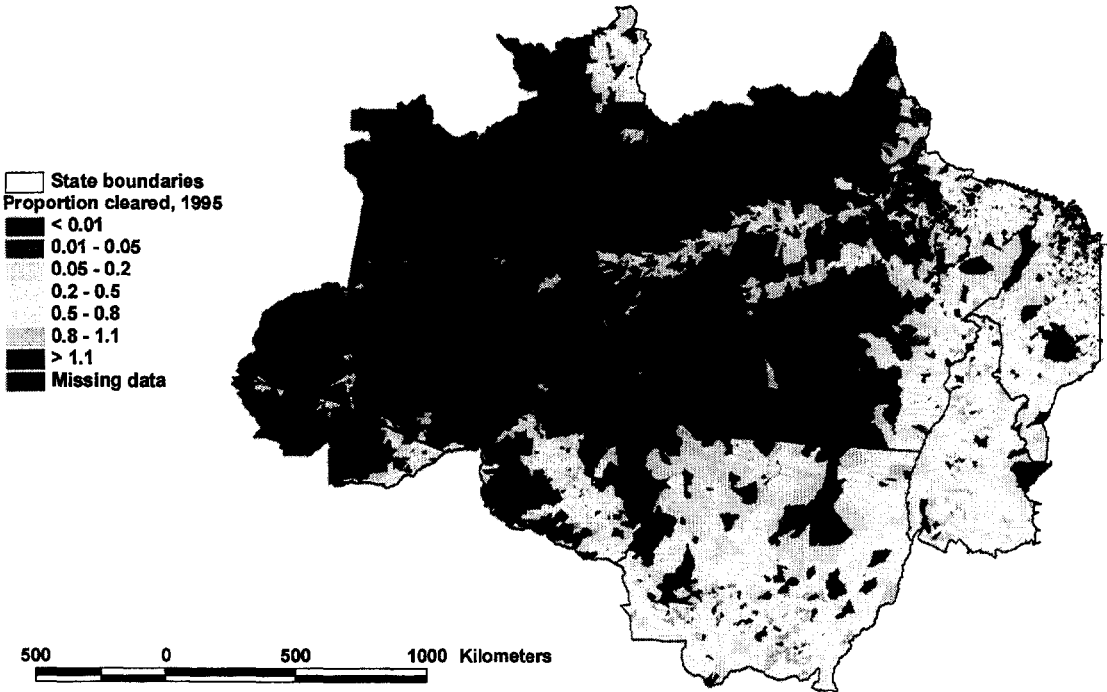 State boundaries
Proportion cleared, 1995
< 0.01
0.01 - 0.05
0.05 - 0.2
0.2 - 0.5
0.5 - 0.8
0.8 - 1.1
> 1.1
Missing data
500 0 500 1000 Kilometers